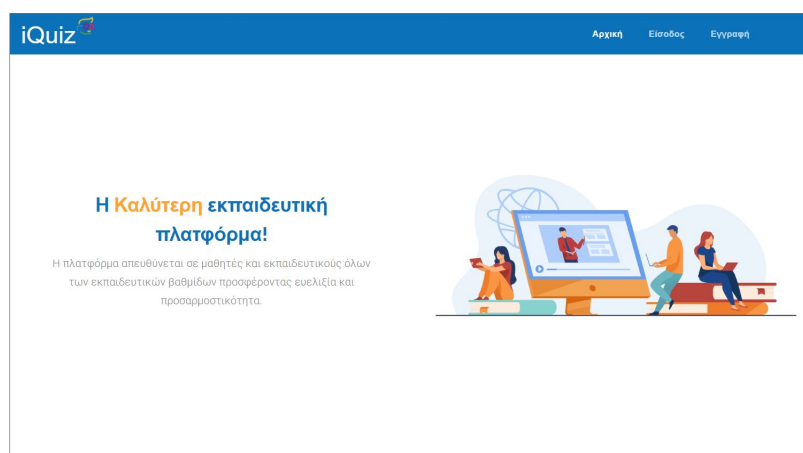 iQuiz
Αρχική Είσοδος Εγγραφή
Η Καλύτερη εκπαιδευτική
πλατφόρμα!
Η πλατφόρμα απευθύνεται σε μαθητές και εκπαιδευτικούς όλων
των εκπαιδευτικών βαθμίδων προσφέροντας ευελιξία και
προσαρμοστικότητα.